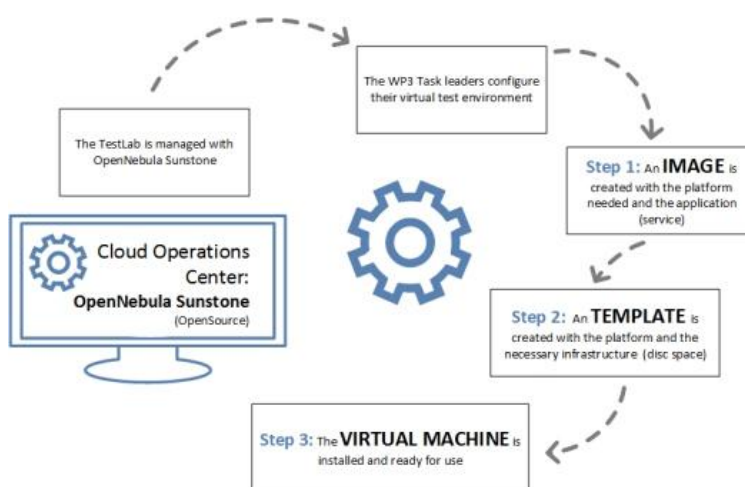 The WP3 Task leaders configure
their virtual test environment
The TestLab is managed with
OpenNebula Sunstone
Step 1: An IMAGE is
created with the platform
needed and the application
(service)
Cloud Operations
Center:
OpenNebula Sunstone
(OpenSource)
Step 2: An TEMPLATE is
created with the platform and the
necessary infrastructure (disc space)
Step 3: The VIRTUAL MACHINE is
installed and ready for use